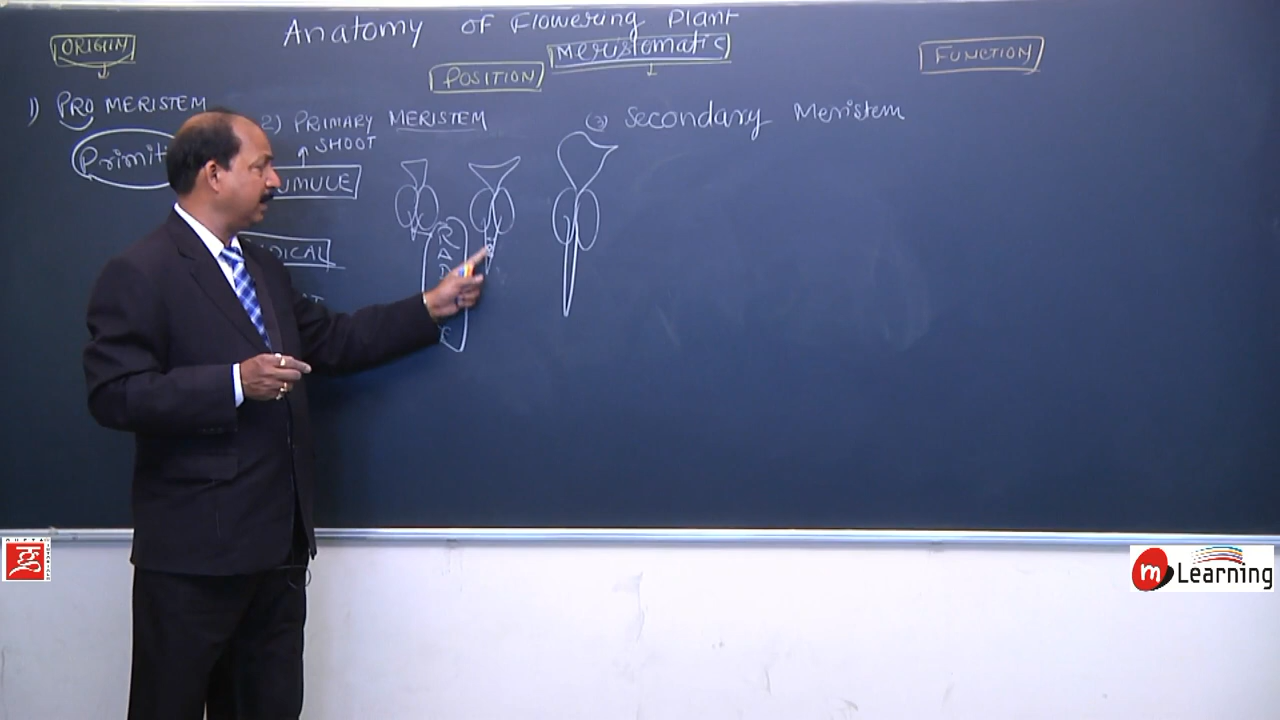 Anatomy of Flowering Plant
ORIGIN
Meristematic
FUNCTION
POSITION
1) PRO MERISTEM
2) PRIMARY MERISTEM
(3) Secondary Meristem
SHOOT
m Learning